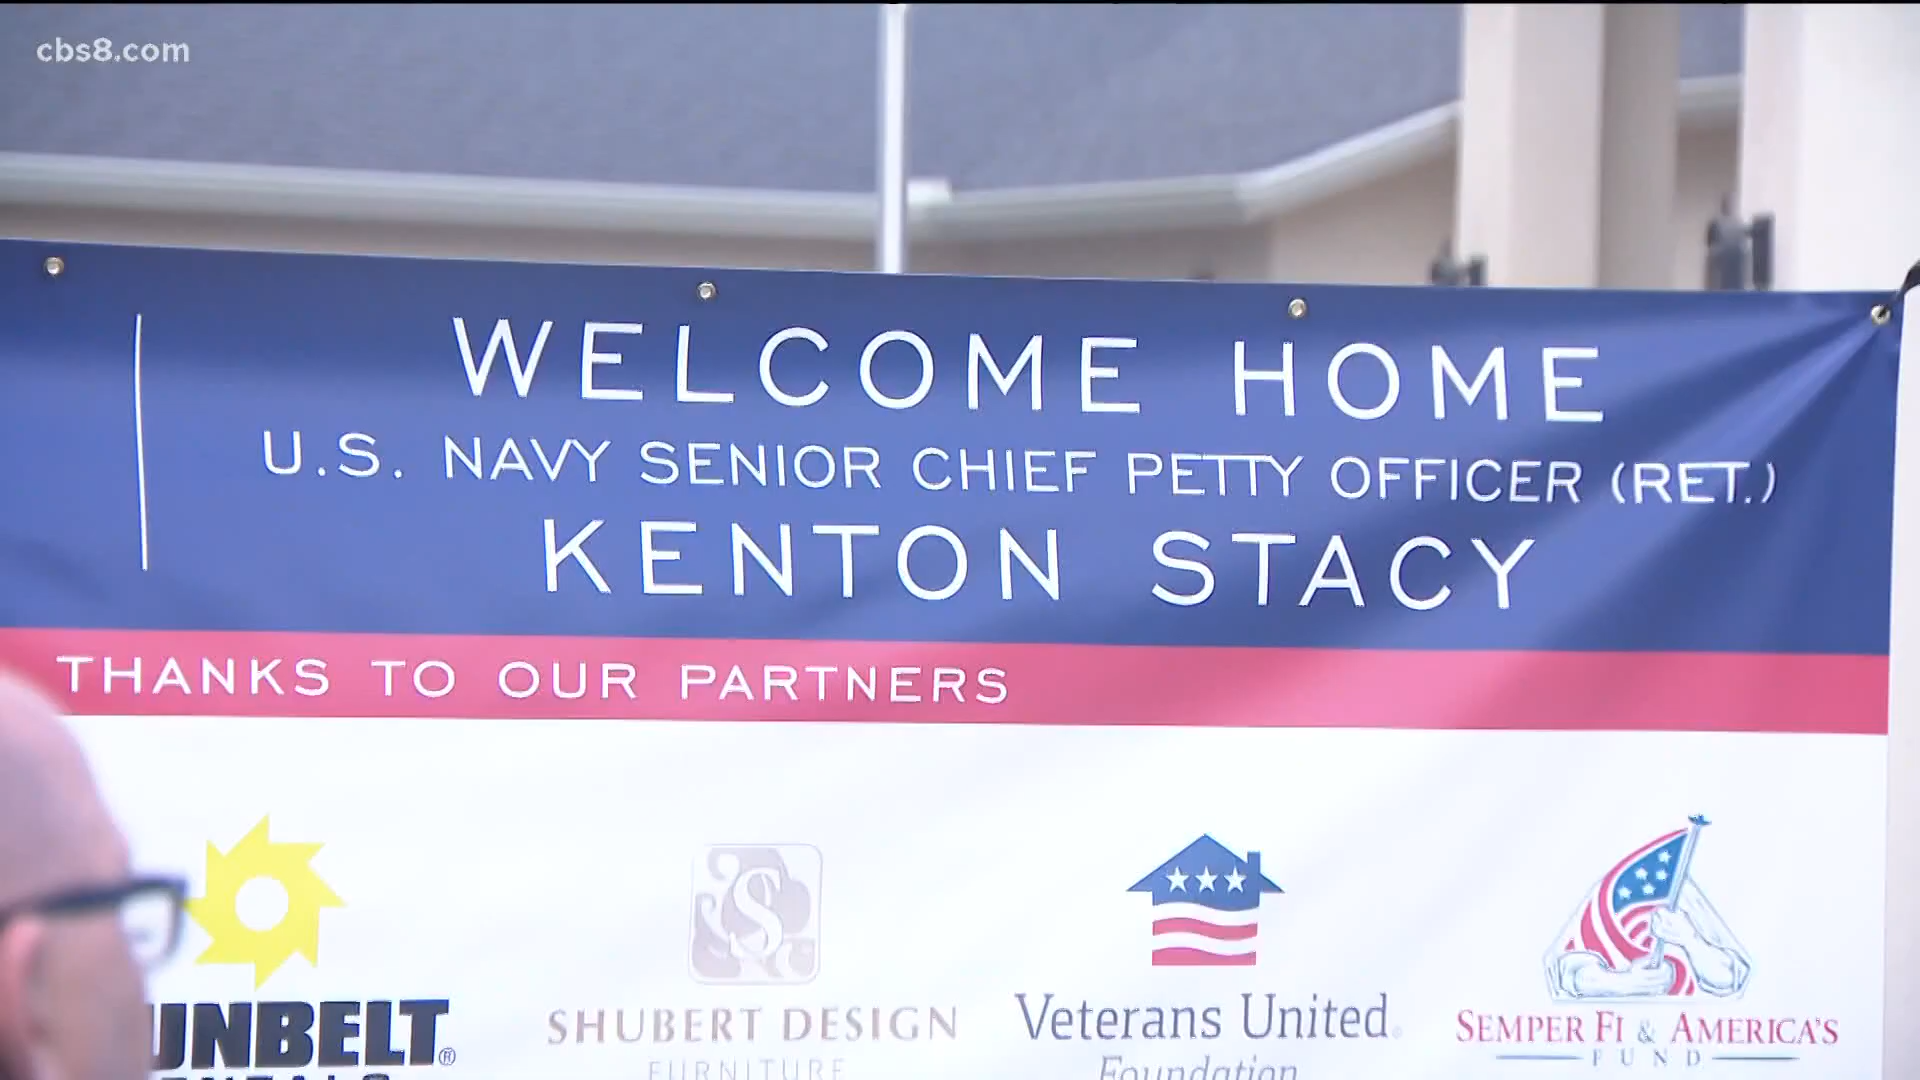 cbs8.com
WELCOME HOME
U.S. NAVY SENIOR CHIEF PETTY OFFICER (RET.)
KENTON STACY
THANKS TO OUR PARTNERS
UNBELT®
SHUBERT DESIGN
FURNITURE
Veterans United
Foundation
SEMPER FI & AMERICA'S
FUND